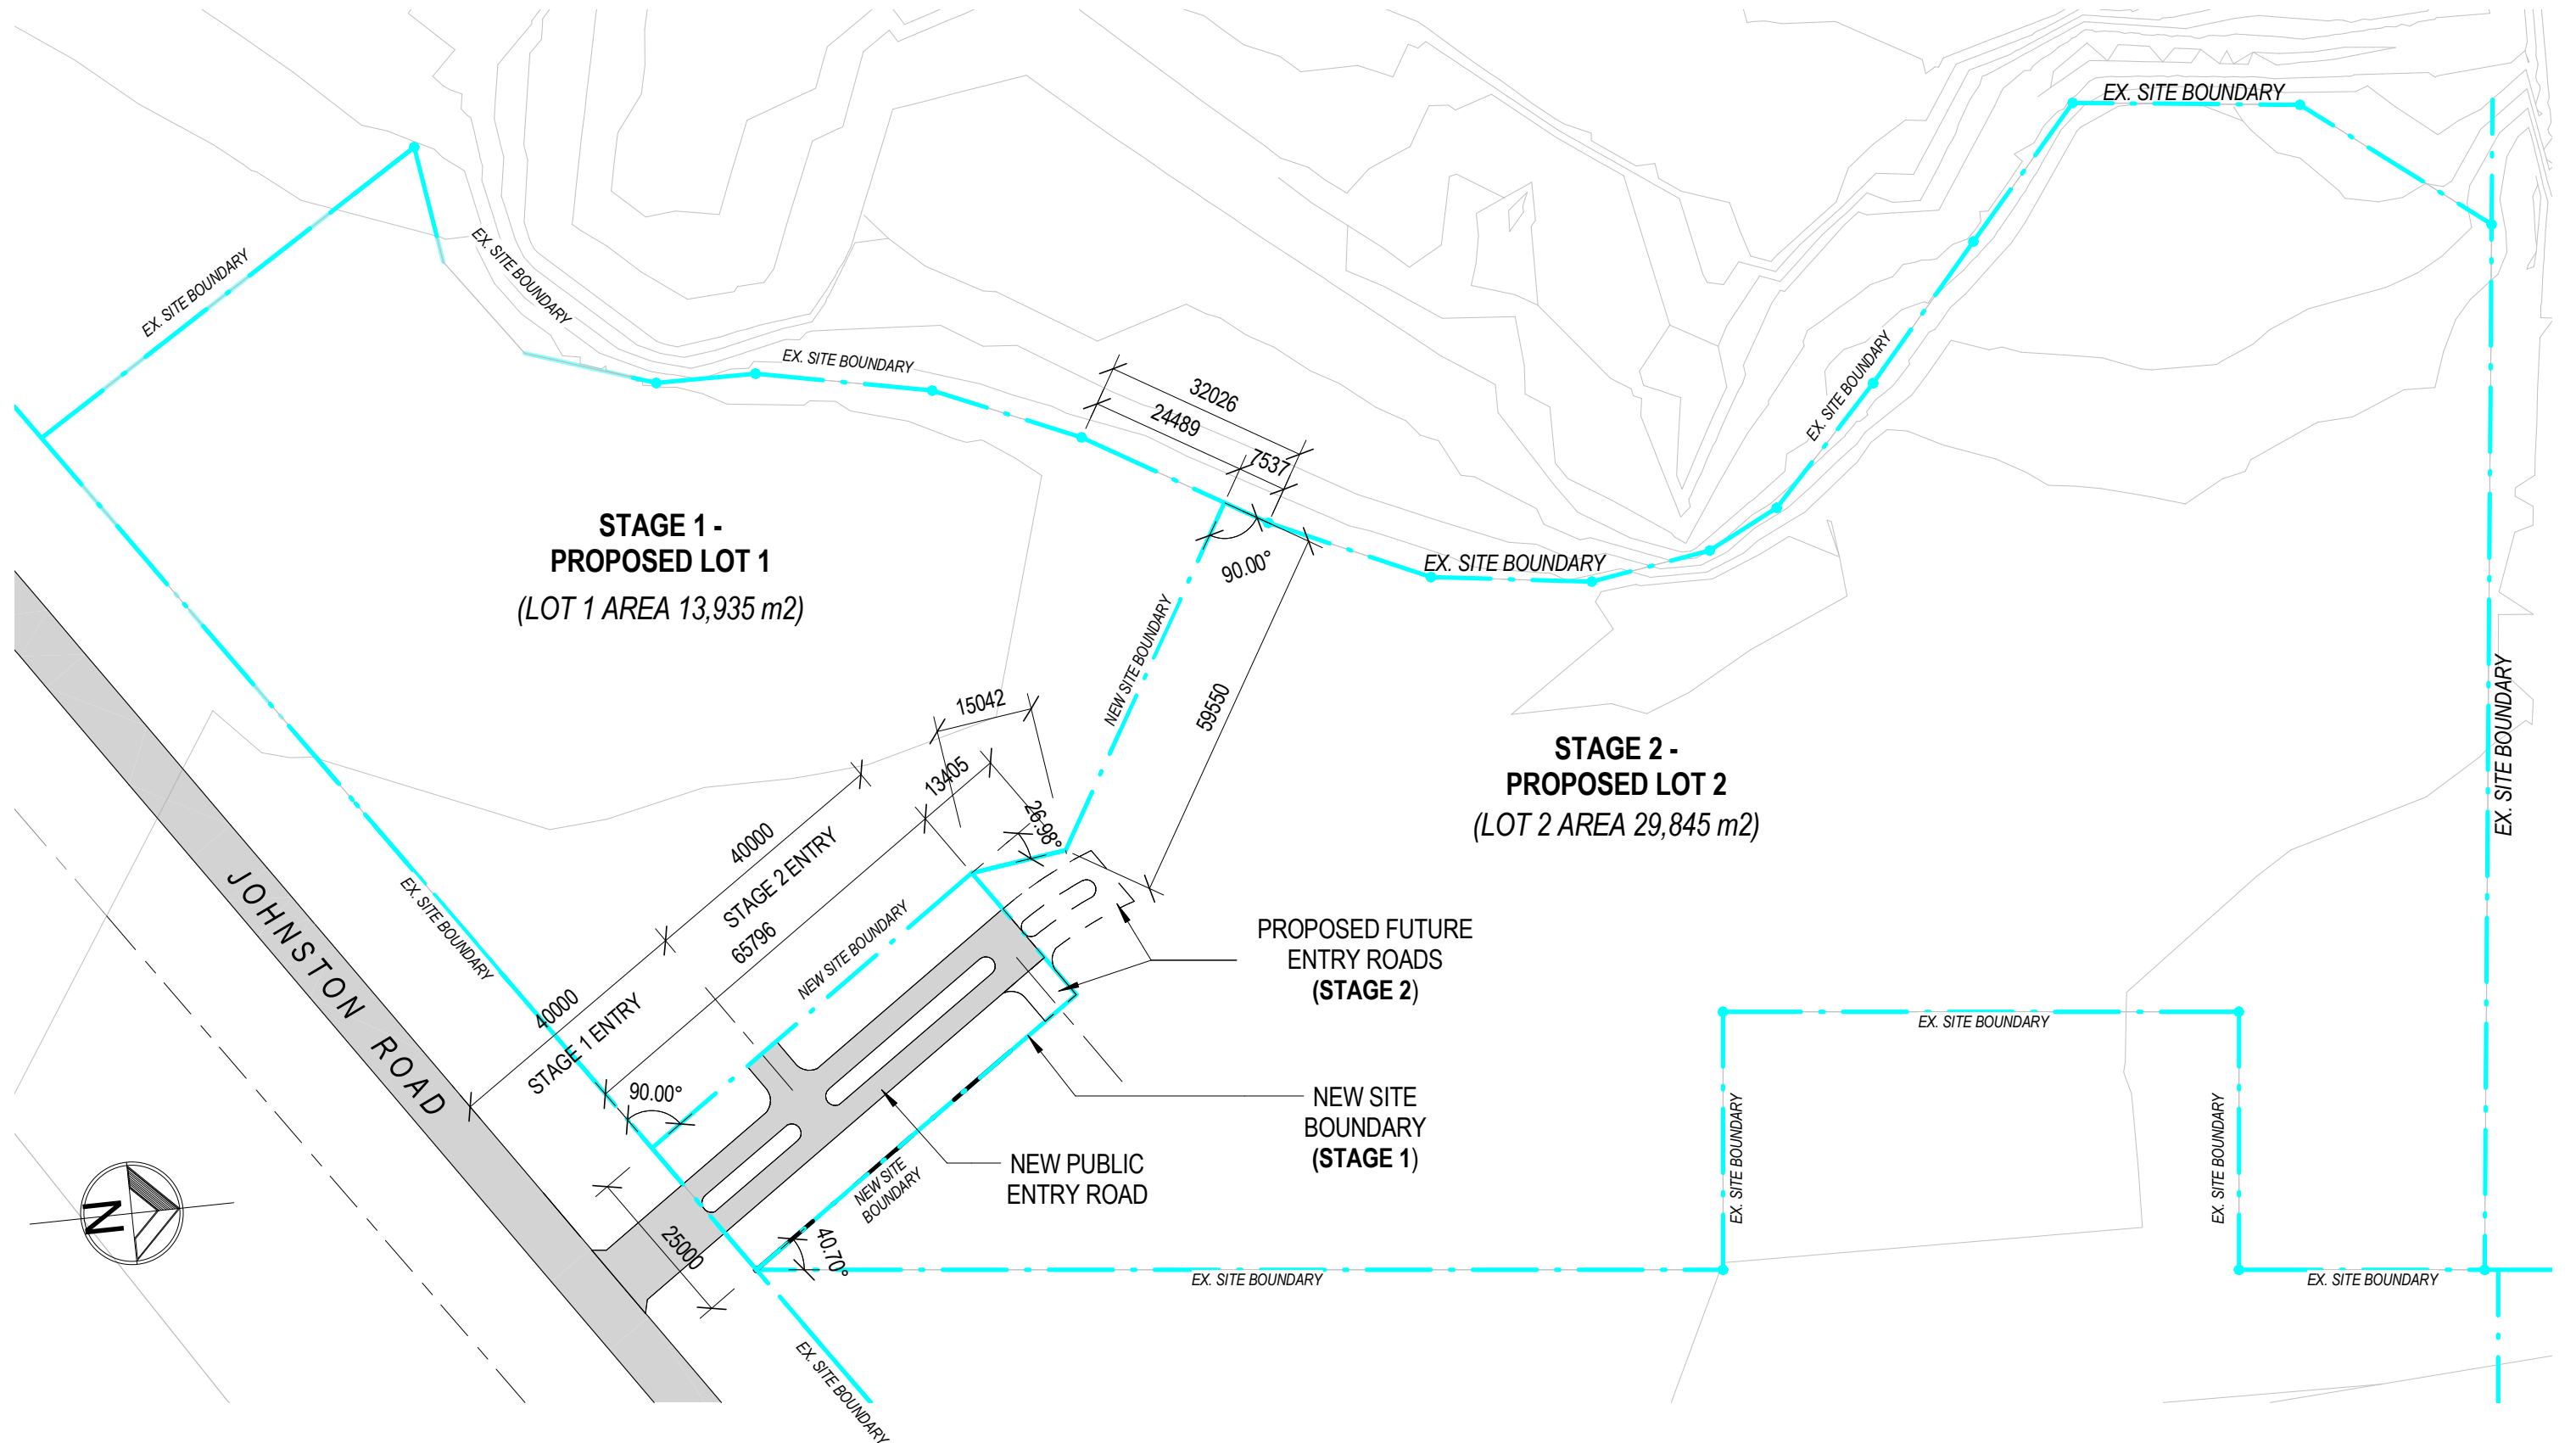 EX. SITE BOUNDARY
EX. SITE BOUNDARY
EX. SITE BOUNDARY
EX. SITE BOUNDARY
32026
24489
7537
EX. SITE BOUNDARY
STAGE 1 -
PROPOSED LOT 1
(LOT 1 AREA 13,935 m2)
90.00°
EX. SITE BOUNDARY
NEW SITE BOUNDARY
59550
15042
13405
26.98°
STAGE 2 -
PROPOSED LOT 2
(LOT 2 AREA 29,845 m2)
EX. SITE BOUNDARY
40000
STAGE 2 ENTRY
65796
NEW SITE BOUNDARY
JOHNSTON ROAD
EX. SITE BOUNDARY
40000
STAGE 1 ENTRY
90.00°
PROPOSED FUTURE
ENTRY ROADS
(STAGE 2)
NEW SITE
BOUNDARY
(STAGE 1)
NEW PUBLIC
ENTRY ROAD
NEW SITE
BOUNDARY
25000
40.70°
N
EX. SITE BOUNDARY
EX. SITE BOUNDARY
EX. SITE BOUNDARY
EX. SITE BOUNDARY
EX. SITE BOUNDARY
EX. SITE BOUNDARY